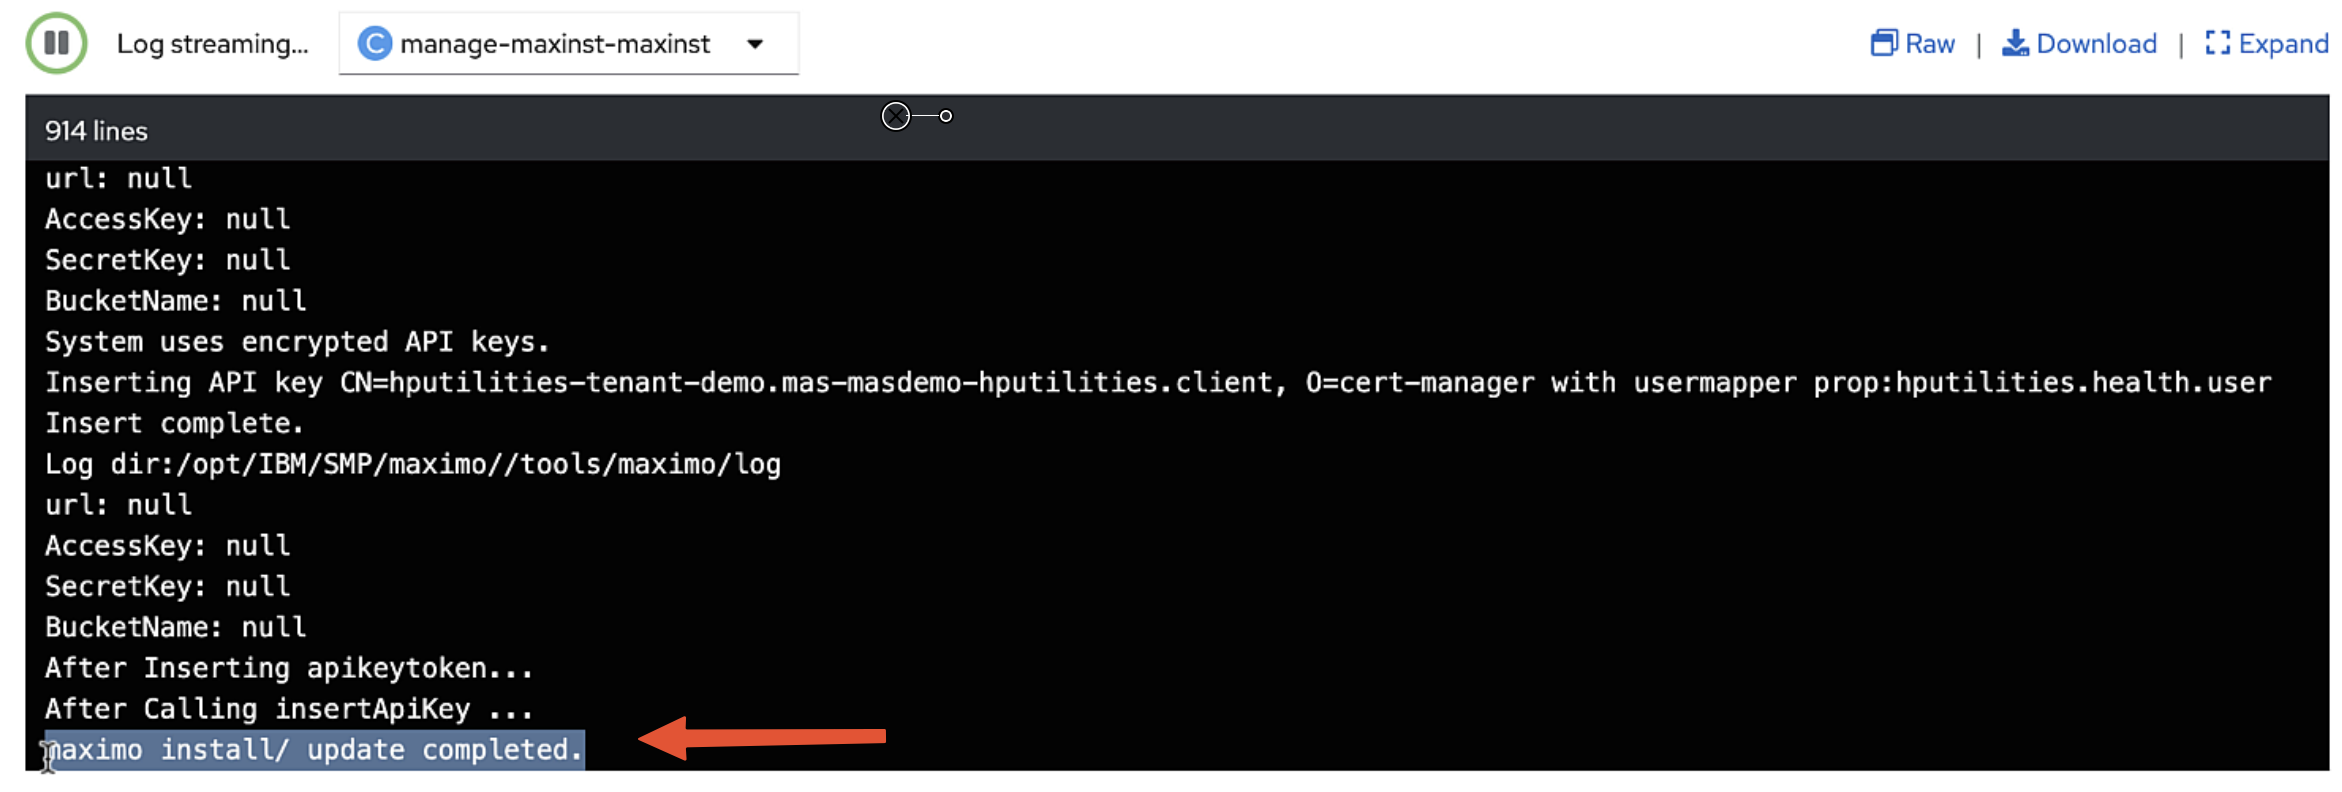 Log streaming... C manage-maxinst-maxinst Raw | Download | Expand
914 lines
url: null
AccessKey: null
SecretKey: null
BucketName: null
System uses encrypted API keys.
Inserting API key CN=hputilities-tenant-demo.mas-masdemo-hputilities.client, O=cert-manager with usermapper prop:hputilities.health.user
Insert complete.
Log dir:/opt/IBM/SMP/maximo//tools/maximo/log
url: null
AccessKey: null
SecretKey: null
BucketName: null
After Inserting apikeytoken...
After Calling insertApiKey ...
maximo install/ update completed.